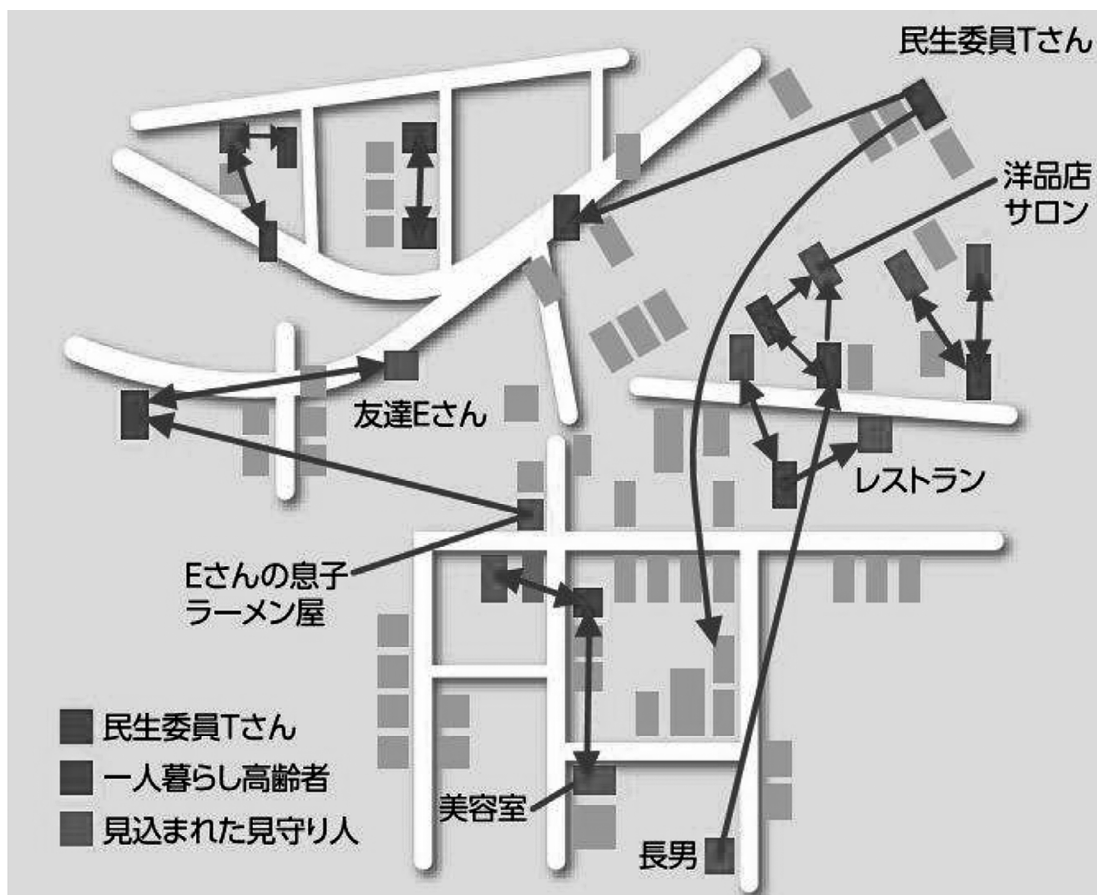 民生委員Tさん
洋品店
サロン
友達Eさん
レストラン
Eさんの息子
ラーメン屋
民生委員Tさん
一人暮らし高齢者
見込まれた見守り人
美容室
長男